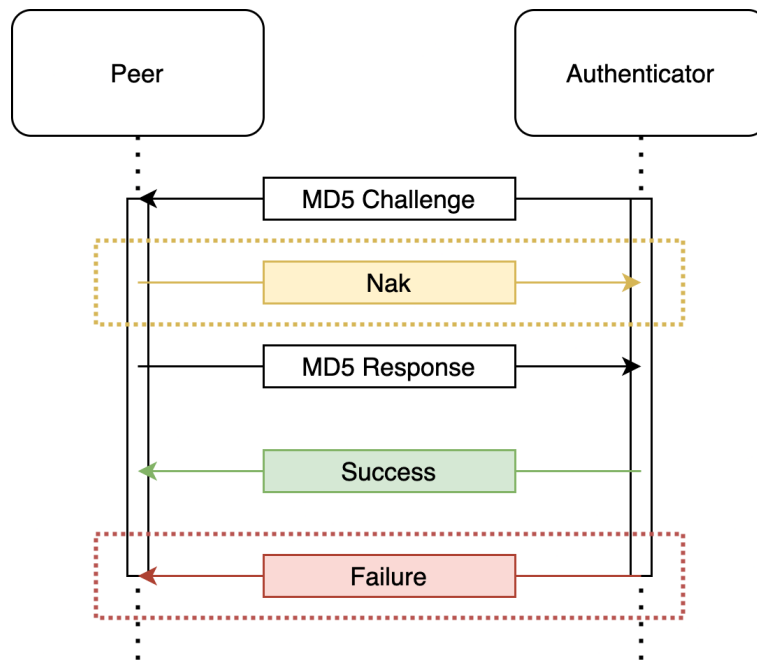 Peer
Authenticator
MD5 Challenge
Nak
MD5 Response
Success
Failure